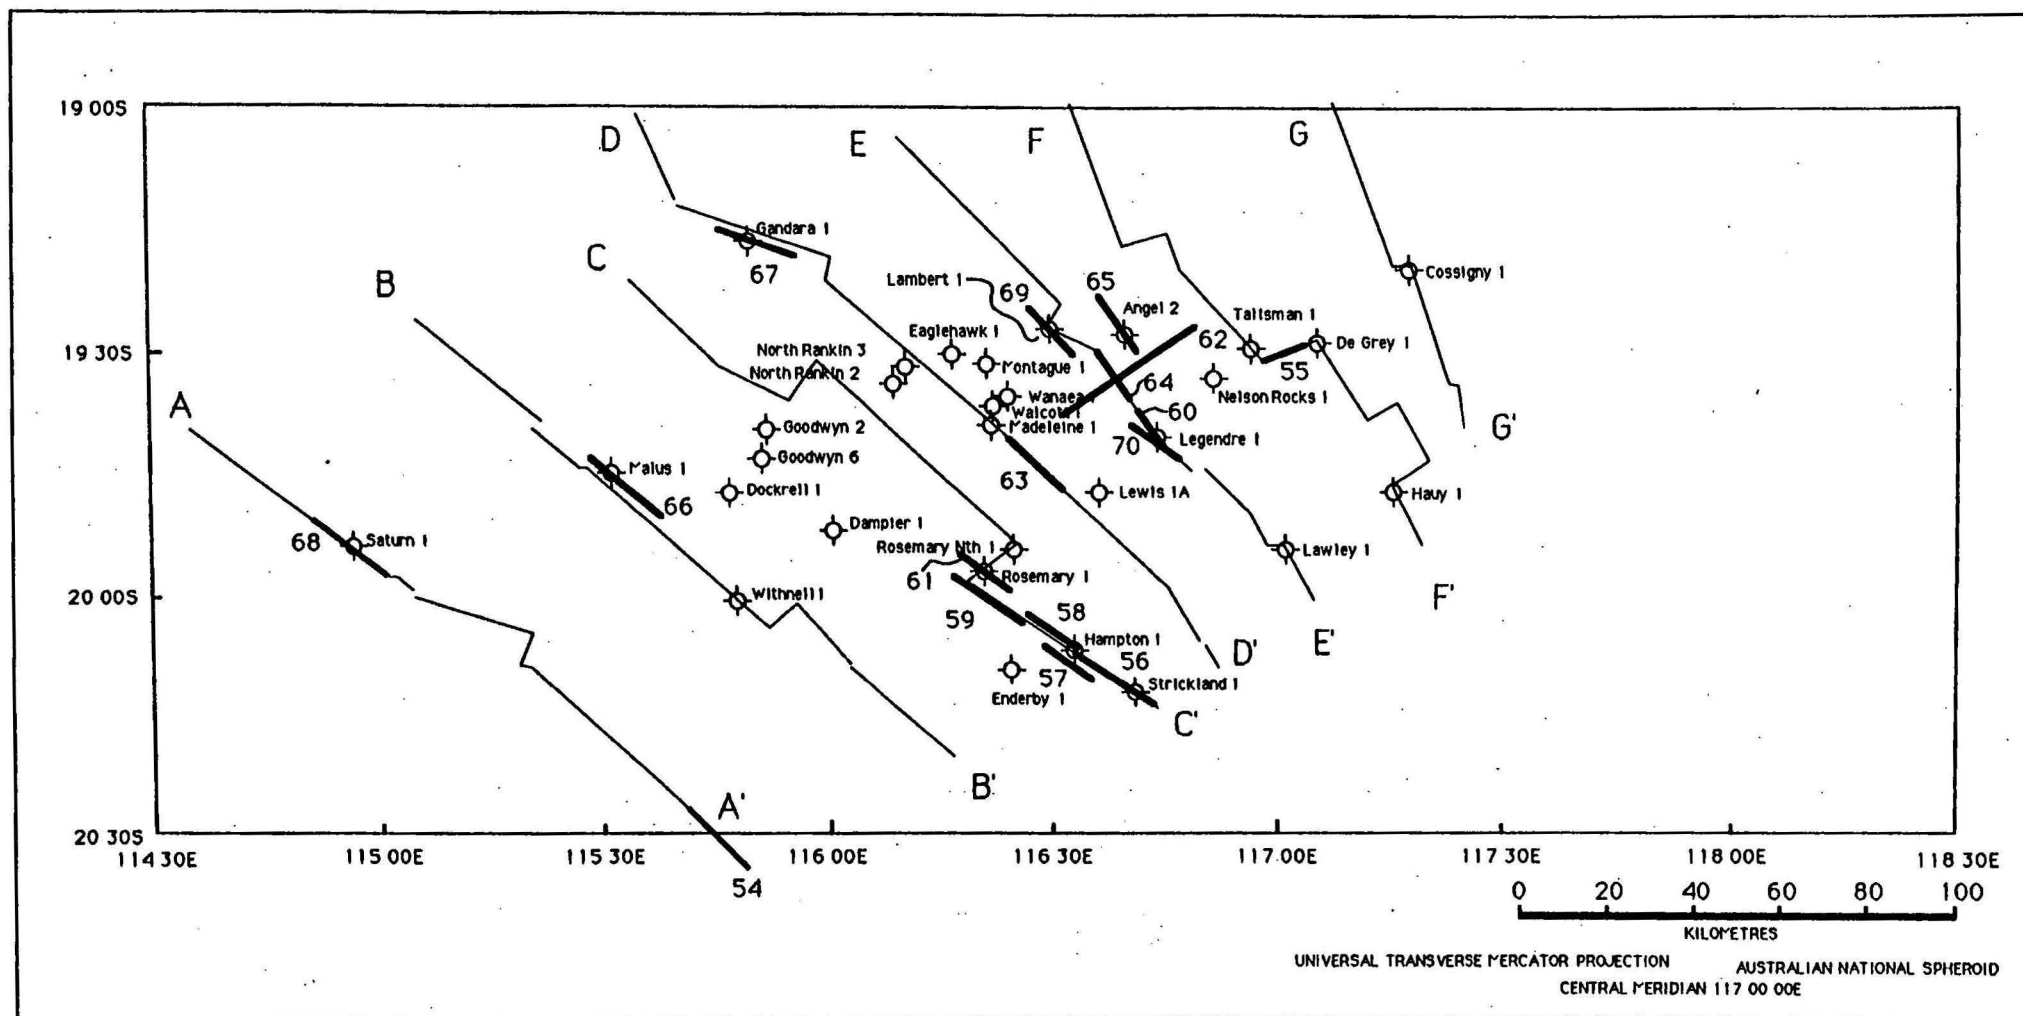 19 00S
D
E
F
G
Gandara 1
C
67
Lambert 1
69
65
Cossigny 1
B
Angel 2
Talisman 1
Eaglehawk 1
62
De Grey 1
19 30S
North Rankin 3
Montague 1
55
North Rankin 2
64
Nelson Rocks 1
Wanaea 1
A
Walcott 1
60
Madeleine 1
Goodwyn 2
70
Legendre 1
G'
Goodwyn 6
Malus 1
63
Dockrell 1
Lewis 1A
Hauy 1
66
Dampier 1
68
Saturn 1
Rosemary Nth 1
Lawley 1
61
Rosemary 1
20 00S
Withnell 1
F'
59
58
Hampton 1
E'
D'
57
56
Strickland 1
Enderby 1
C'
B'
A'
20 30S
114 30E
115 00E
115 30E
116 00E
116 30E
117 00E
117 30E
118 00E
118 30E
54
0 20 40 60 80 100
KILOMETRES
UNIVERSAL TRANSVERSE MERCATOR PROJECTION
AUSTRALIAN NATIONAL SPHEROID
CENTRAL MERIDIAN 117 00 00E